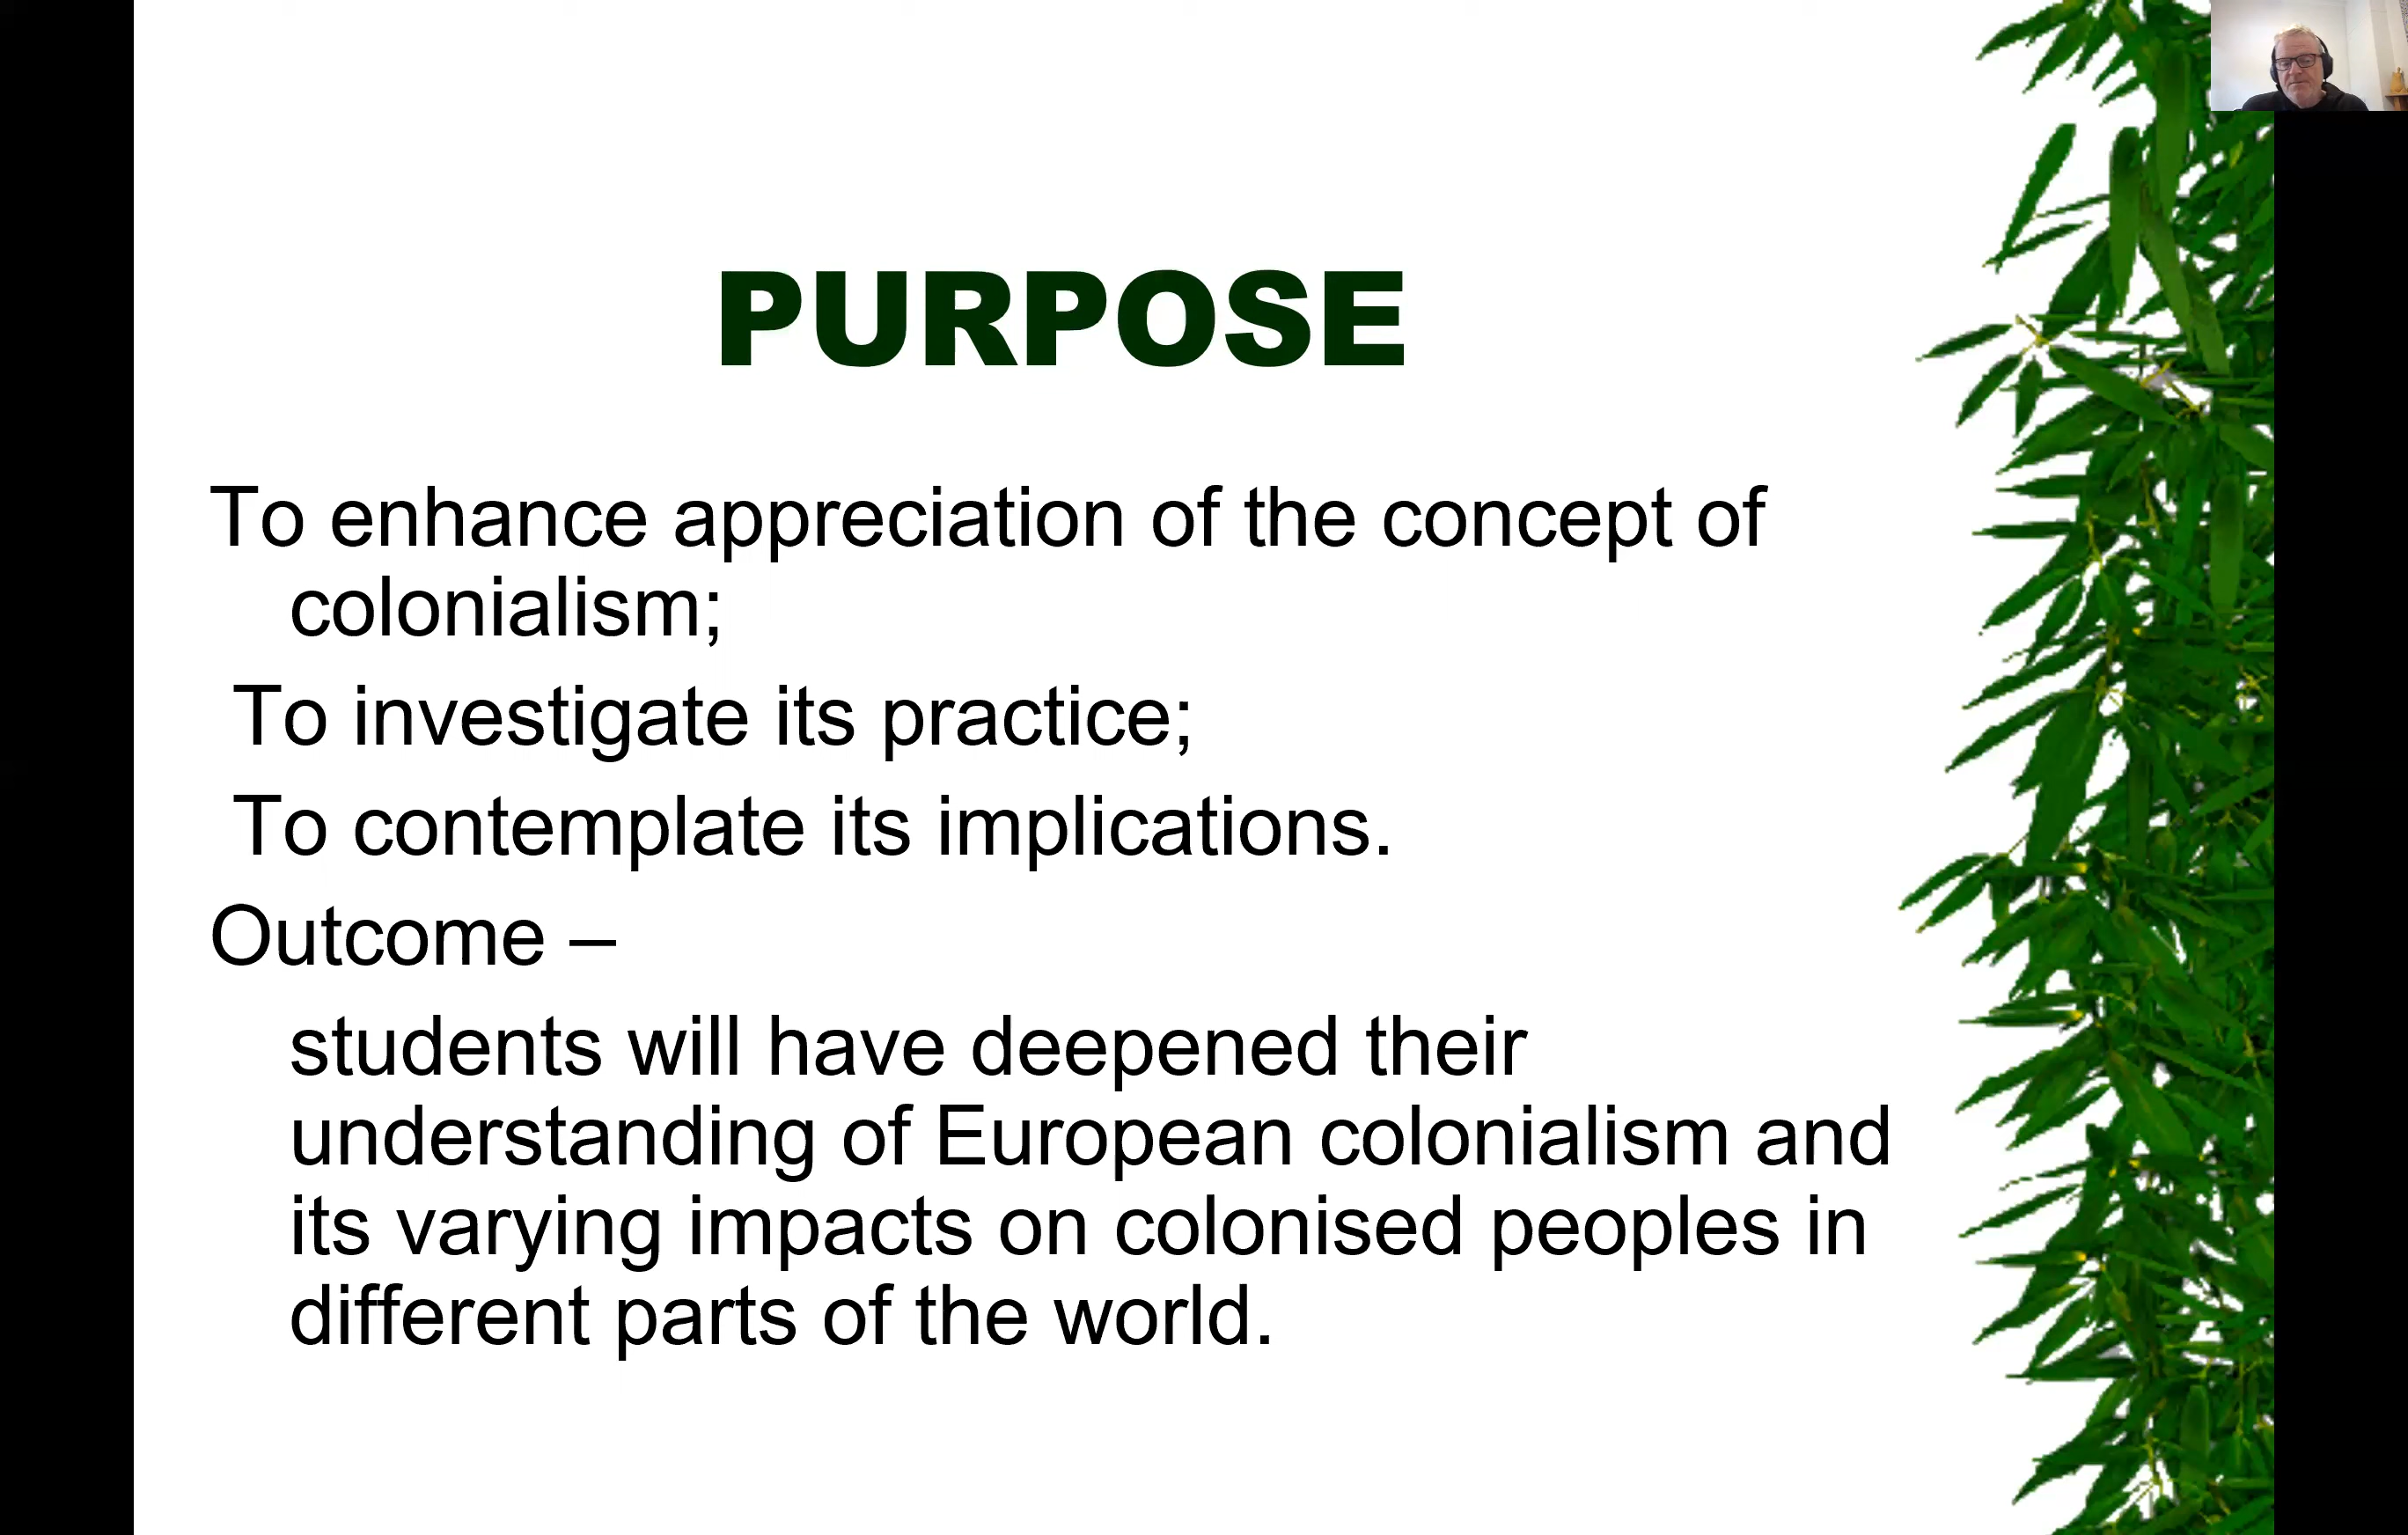 PURPOSE
To enhance appreciation of the concept of
colonialism;
To investigate its practice;
To contemplate its implications.
Outcome –
students will have deepened their
understanding of European colonialism and
its varying impacts on colonised peoples in
different parts of the world.